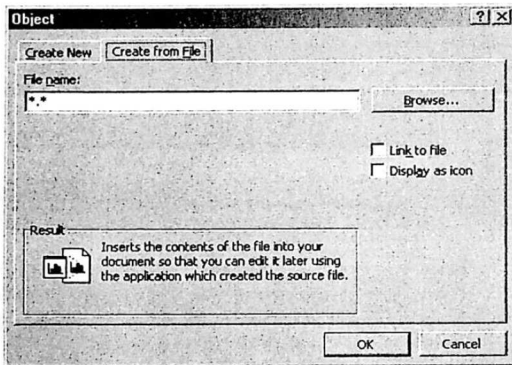 Object
Create New
Create from File
File name:
*.*
Browse...
Link to file
Display as icon
Result
Inserts the contents of the file into your
document so that you can edit it later using
the application which created the source file.
OK
Cancel